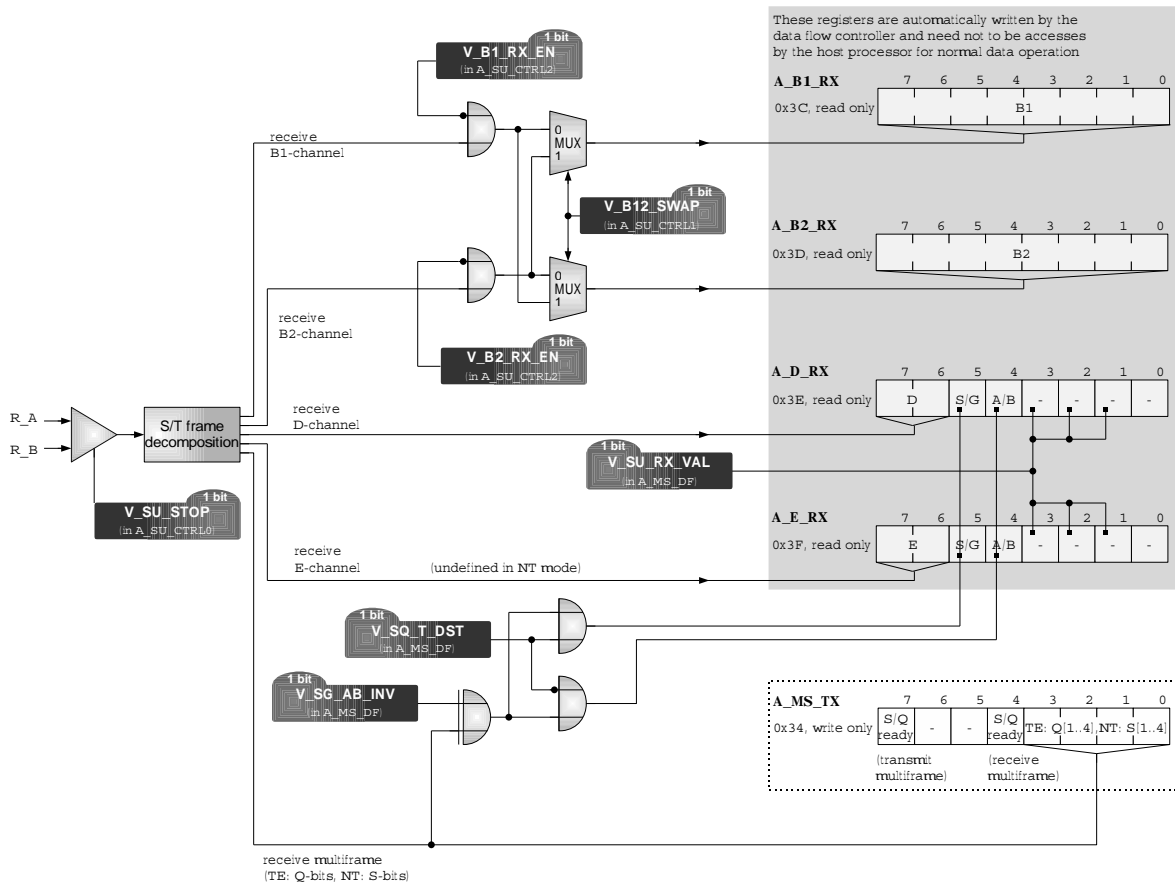 These registers are automatically written by the
data flow controller and need not to be accesses
by the host processor for normal data operation
1 bit
V_B1_RX_EN
(in A_SU_CTRL2)
A_B1_RX
7 6 5 4 3 2 1 0
0x3C, read only
B1
receive
B1-channel
0
MUX
1
1 bit
V_B12_SWAP
(in A_SU_CTRL1)
A_B2_RX
7 6 5 4 3 2 1 0
0x3D, read only
B2
0
MUX
1
receive
B2-channel
1 bit
V_B2_RX_EN
(in A_SU_CTRL2)
A_D_RX
7 6 5 4 3 2 1 0
0x3E, read only
D S/G A/B - - - -
R_A
R_B
S/T frame
decomposition
receive
D-channel
1 bit
V_SU_RX_VAL
(in A_MS_DF)
1 bit
V_SU_STOP
(in A_SU_CTRL0)
A_E_RX
7 6 5 4 3 2 1 0
0x3F, read only
E S/G A/B - - - -
receive
E-channel
(undefined in NT mode)
1 bit
V_SQ_T_DST
(in A_MS_DF)
1 bit
V_SG_AB_INV
(in A_MS_DF)
A_MS_TX
7 6 5 4 3 2 1 0
0x34, write only
S/Q
ready
-
-
S/Q
ready
TE: Q[1..4], NT: S[1..4]
(transmit
multiframe)
(receive
multiframe)
receive multiframe
(TE: Q-bits, NT: S-bits)